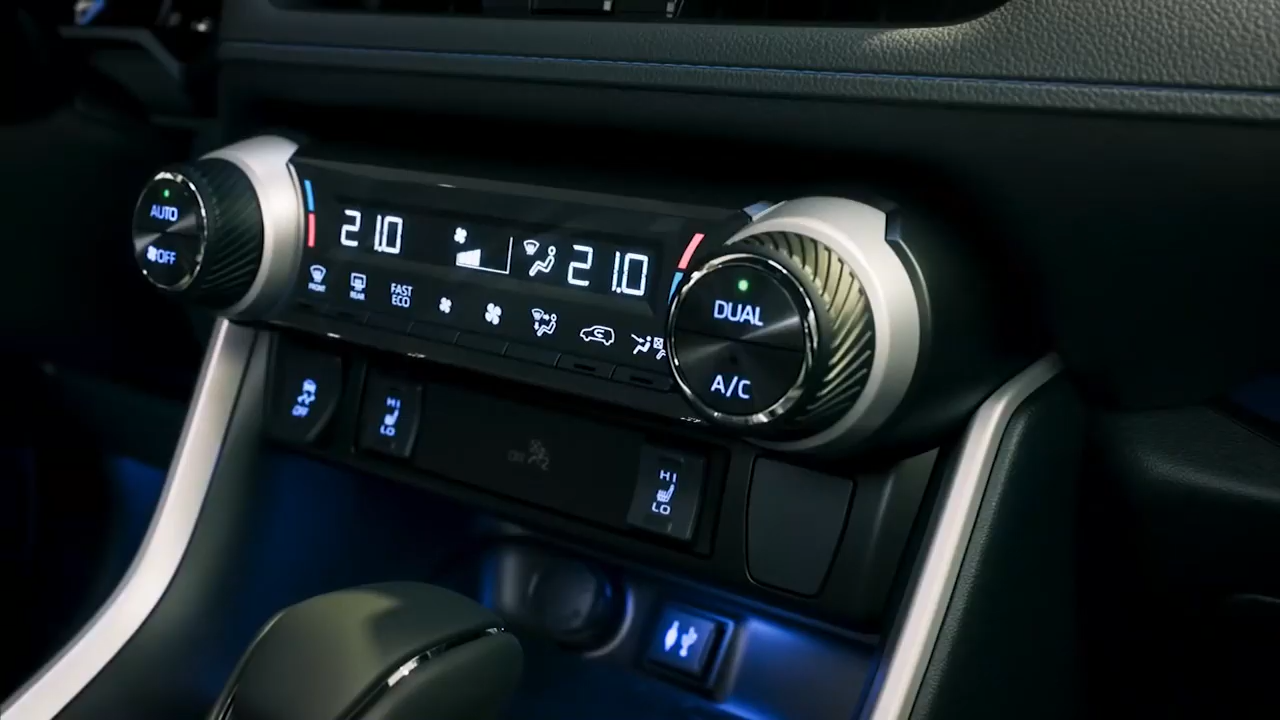 AUTO
OFF
21.0
21.0
FRONT
REAR
FAST
ECO
DUAL
A/C
OFF
HI
LO
HI
LO